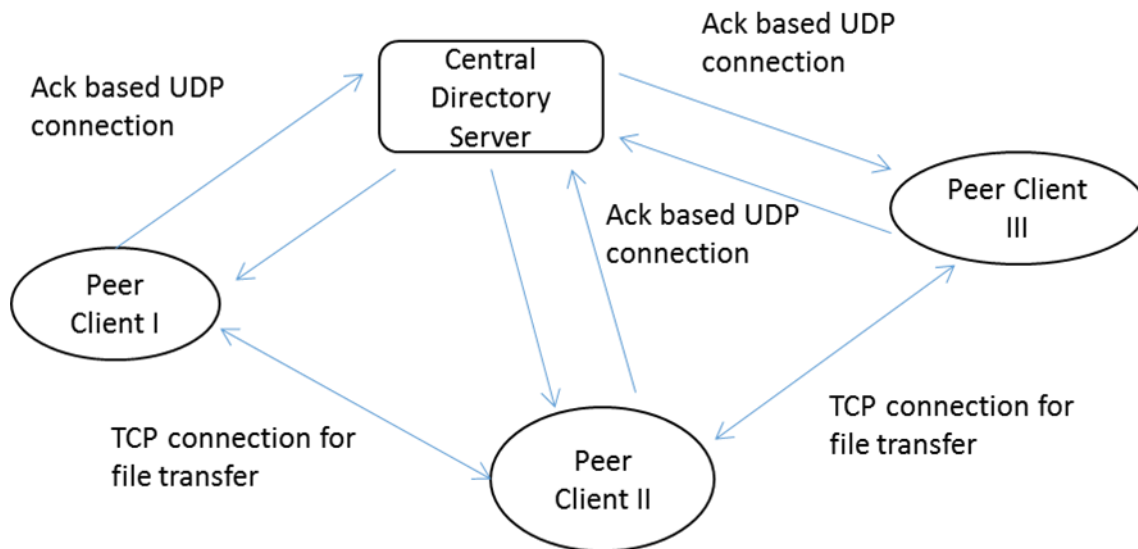 Ack based UDP
connection
Central
Directory
Server
Ack based UDP
connection
Ack based UDP
connection
Peer Client
III
Peer
Client I
TCP connection for
file transfer
Peer
Client II
TCP connection for
file transfer